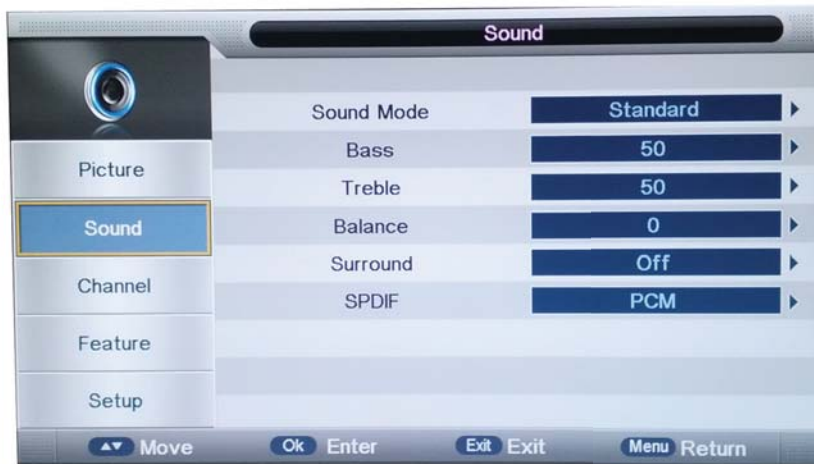 Sound
Picture
Sound
Channel
Feature
Setup
Sound Mode Standard
Bass 50
Treble 50
Balance 0
Surround Off
SPDIF PCM
▲▼ Move Ok Enter Exit Exit Menu Return